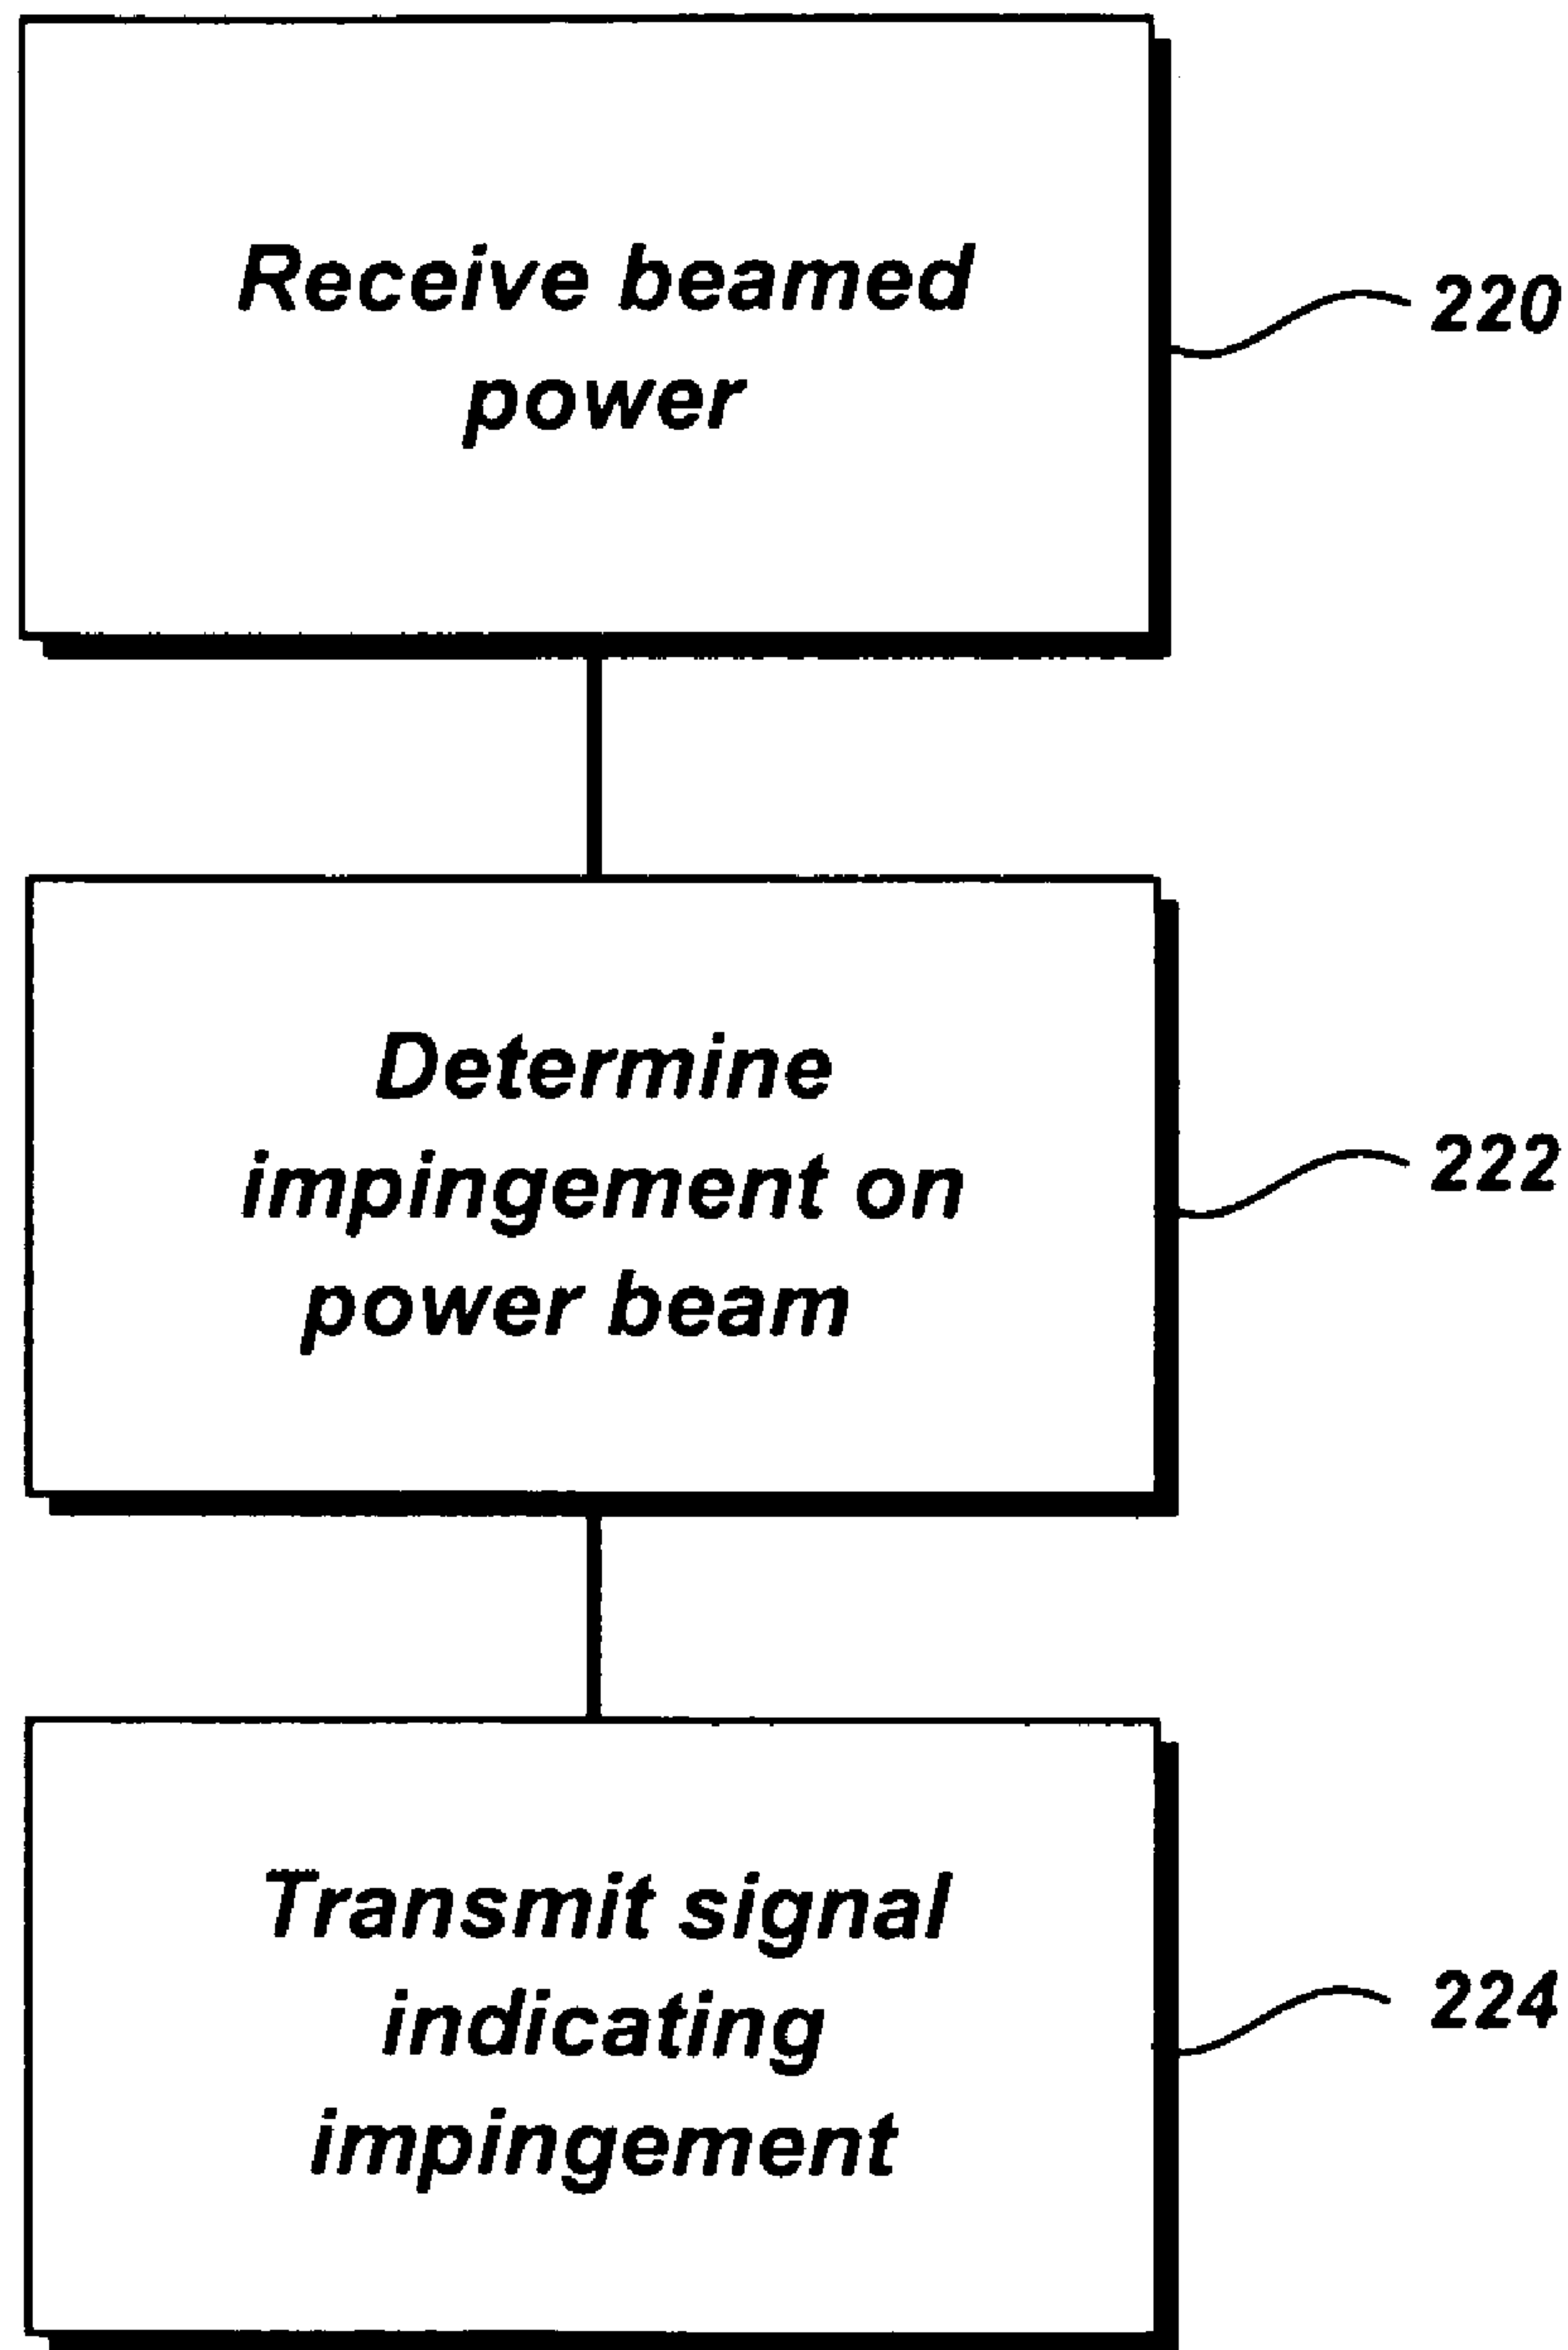 Receive beamed
power
220
Determine
impingement on
power beam
222
Transmit signal
indicating
impingement
224